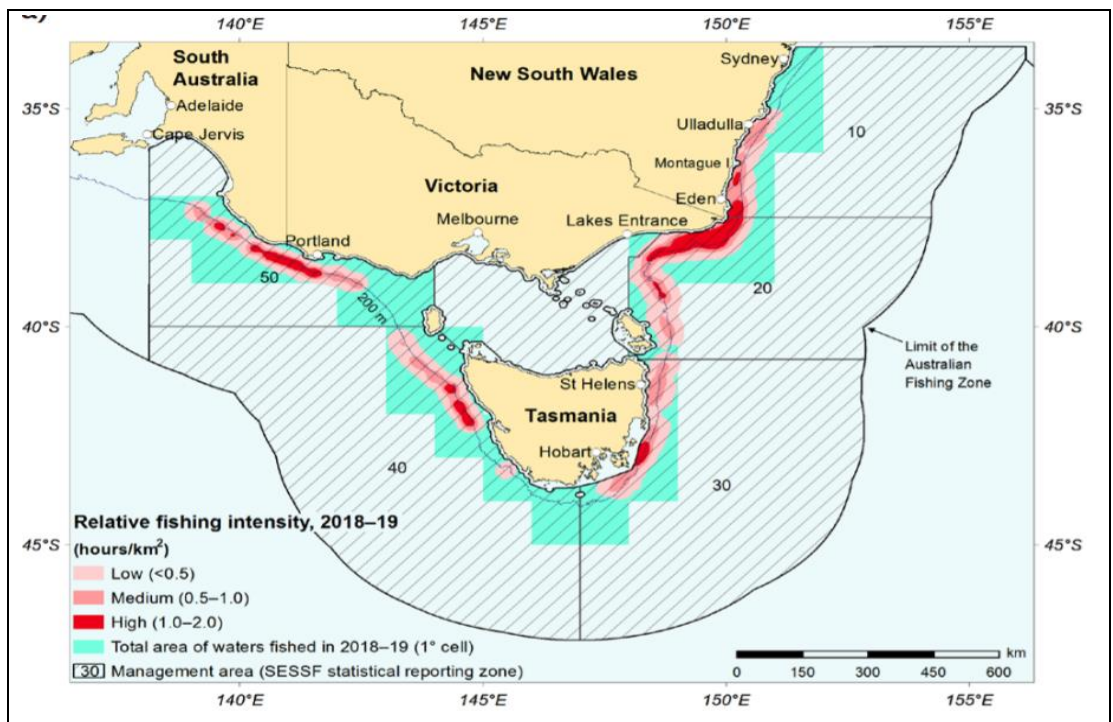 140°E 145°E 150°E 155°E
South
Australia
New South Wales
Sydney
35°S
Adelaide
35°S
Ulladulla
10
Cape Jervis
Montague I.
Victoria
Eden
Melbourne
Lakes Entrance
Portland
50
20
200 m
40°S
40°S
Limit of the
Australian
Fishing Zone
St Helens
Tasmania
Hobart
40
30
Relative fishing intensity, 2018–19
(hours/km²)
45°S
45°S
Low (<0.5)
Medium (0.5–1.0)
High (1.0–2.0)
Total area of waters fished in 2018–19 (1° cell)
30 Management area (SESSF statistical reporting zone)
km
0 150 300 450 600
140°E 145°E 150°E 155°E